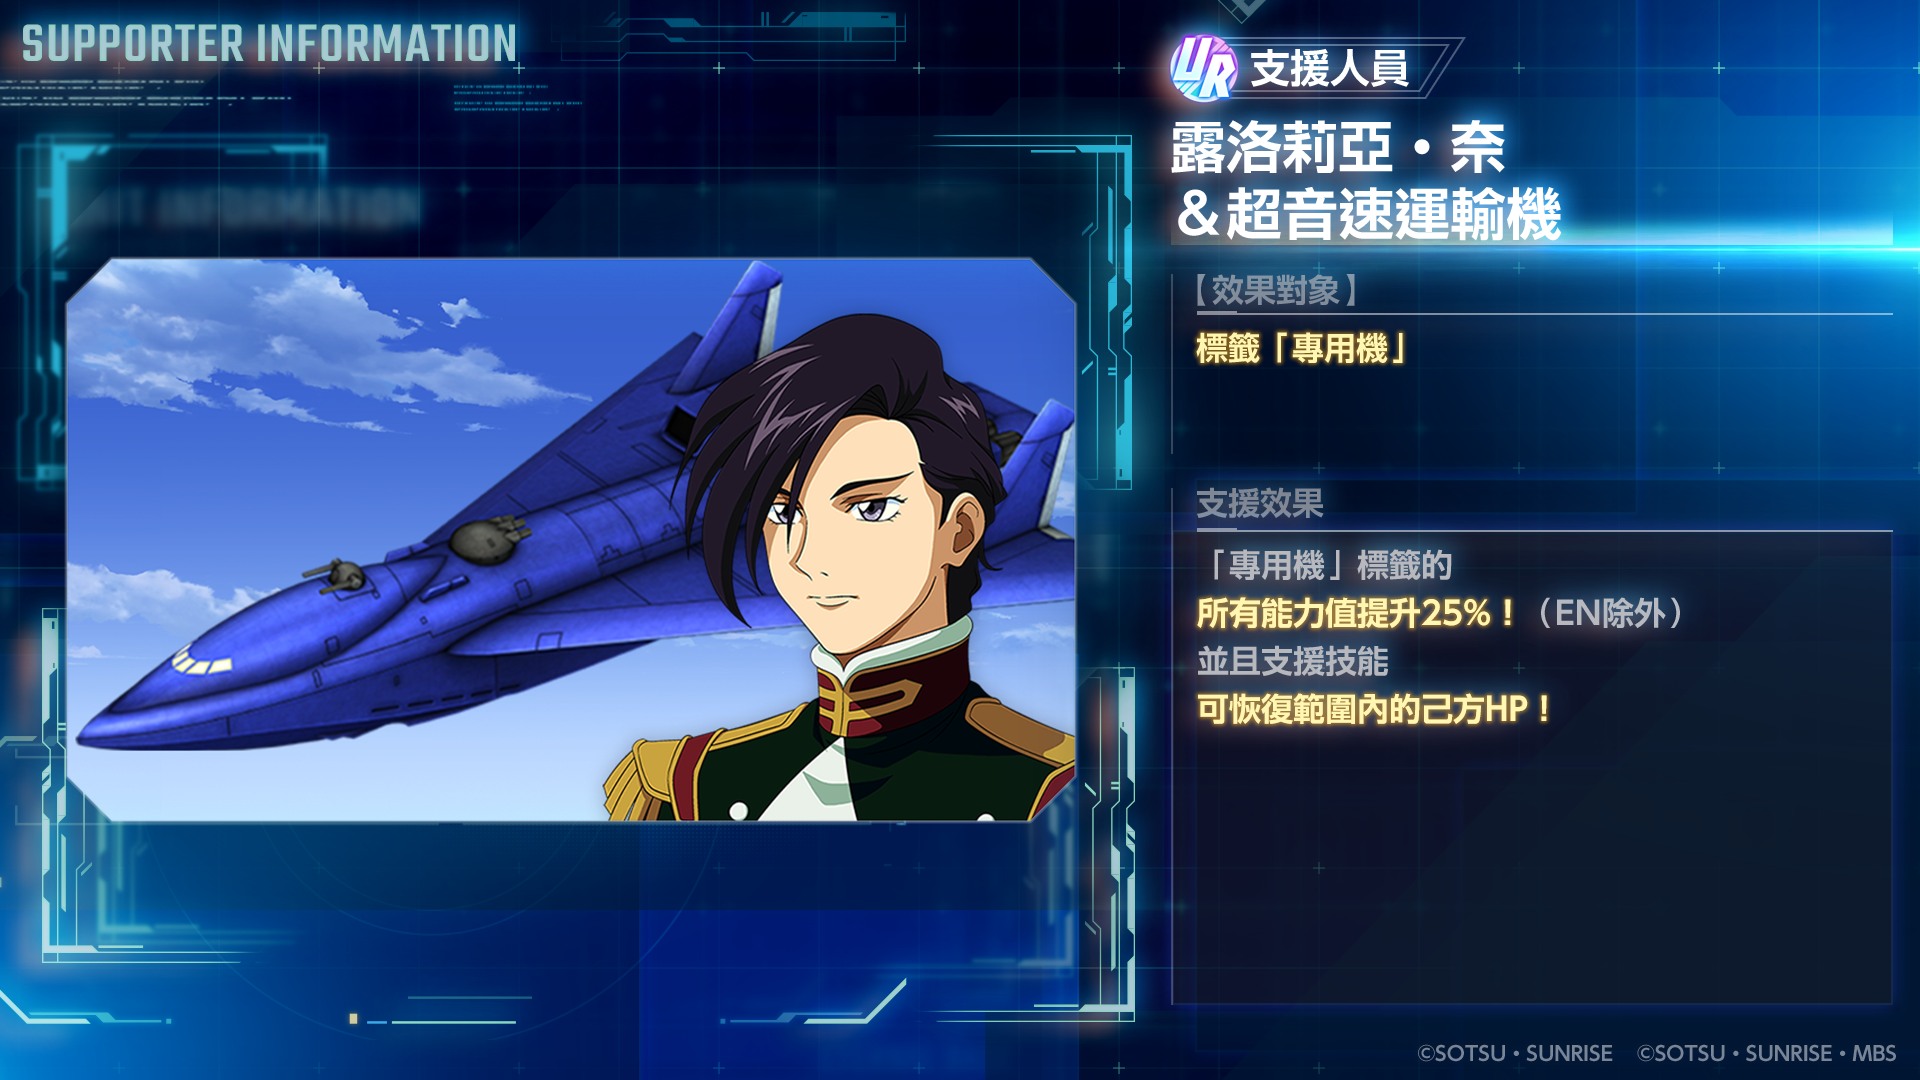 SUPPORTER INFORMATION
UR 支援人員
露洛莉亞・奈
＆超音速運輸機
INFORMATION
【效果對象】
標籤「專用機」
支援效果
「專用機」標籤的
所有能力值提升25%！（EN除外）
並且支援技能
可恢復範圍內的己方HP！
©SOTSU・SUNRISE ©SOTSU・SUNRISE・MBS